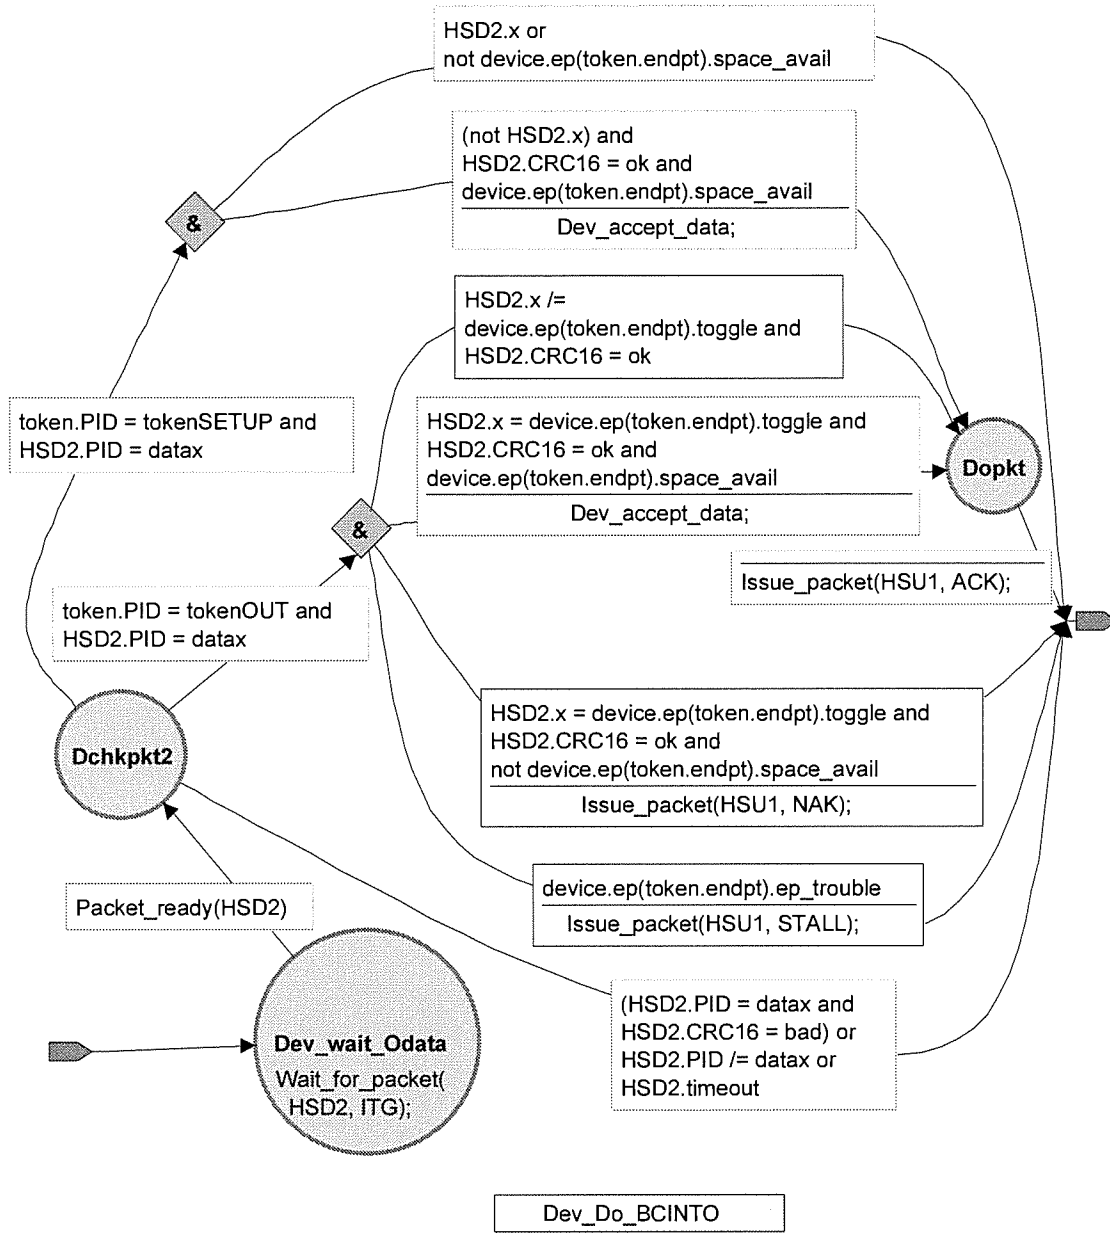 HSD2.x or
not device.ep(token.endpt).space_avail
(not HSD2.x) and
HSD2.CRC16 = ok and
device.ep(token.endpt).space_avail
Dev_accept_data;
&
HSD2.x /=
device.ep(token.endpt).toggle and
HSD2.CRC16 = ok
token.PID = tokenSETUP and
HSD2.PID = datax
HSD2.x = device.ep(token.endpt).toggle and
HSD2.CRC16 = ok and
device.ep(token.endpt).space_avail
Dev_accept_data;
Dopkt
&
Issue_packet(HSU1, ACK);
token.PID = tokenOUT and
HSD2.PID = datax
HSD2.x = device.ep(token.endpt).toggle and
HSD2.CRC16 = ok and
not device.ep(token.endpt).space_avail
Issue_packet(HSU1, NAK);
Dchkpkt2
device.ep(token.endpt).ep_trouble
Issue_packet(HSU1, STALL);
Packet_ready(HSD2)
(HSD2.PID = datax and
HSD2.CRC16 = bad) or
HSD2.PID /= datax or
HSD2.timeout
Dev_wait_Odata
Wait_for_packet(
HSD2, ITG);
Dev_Do_BCINTO